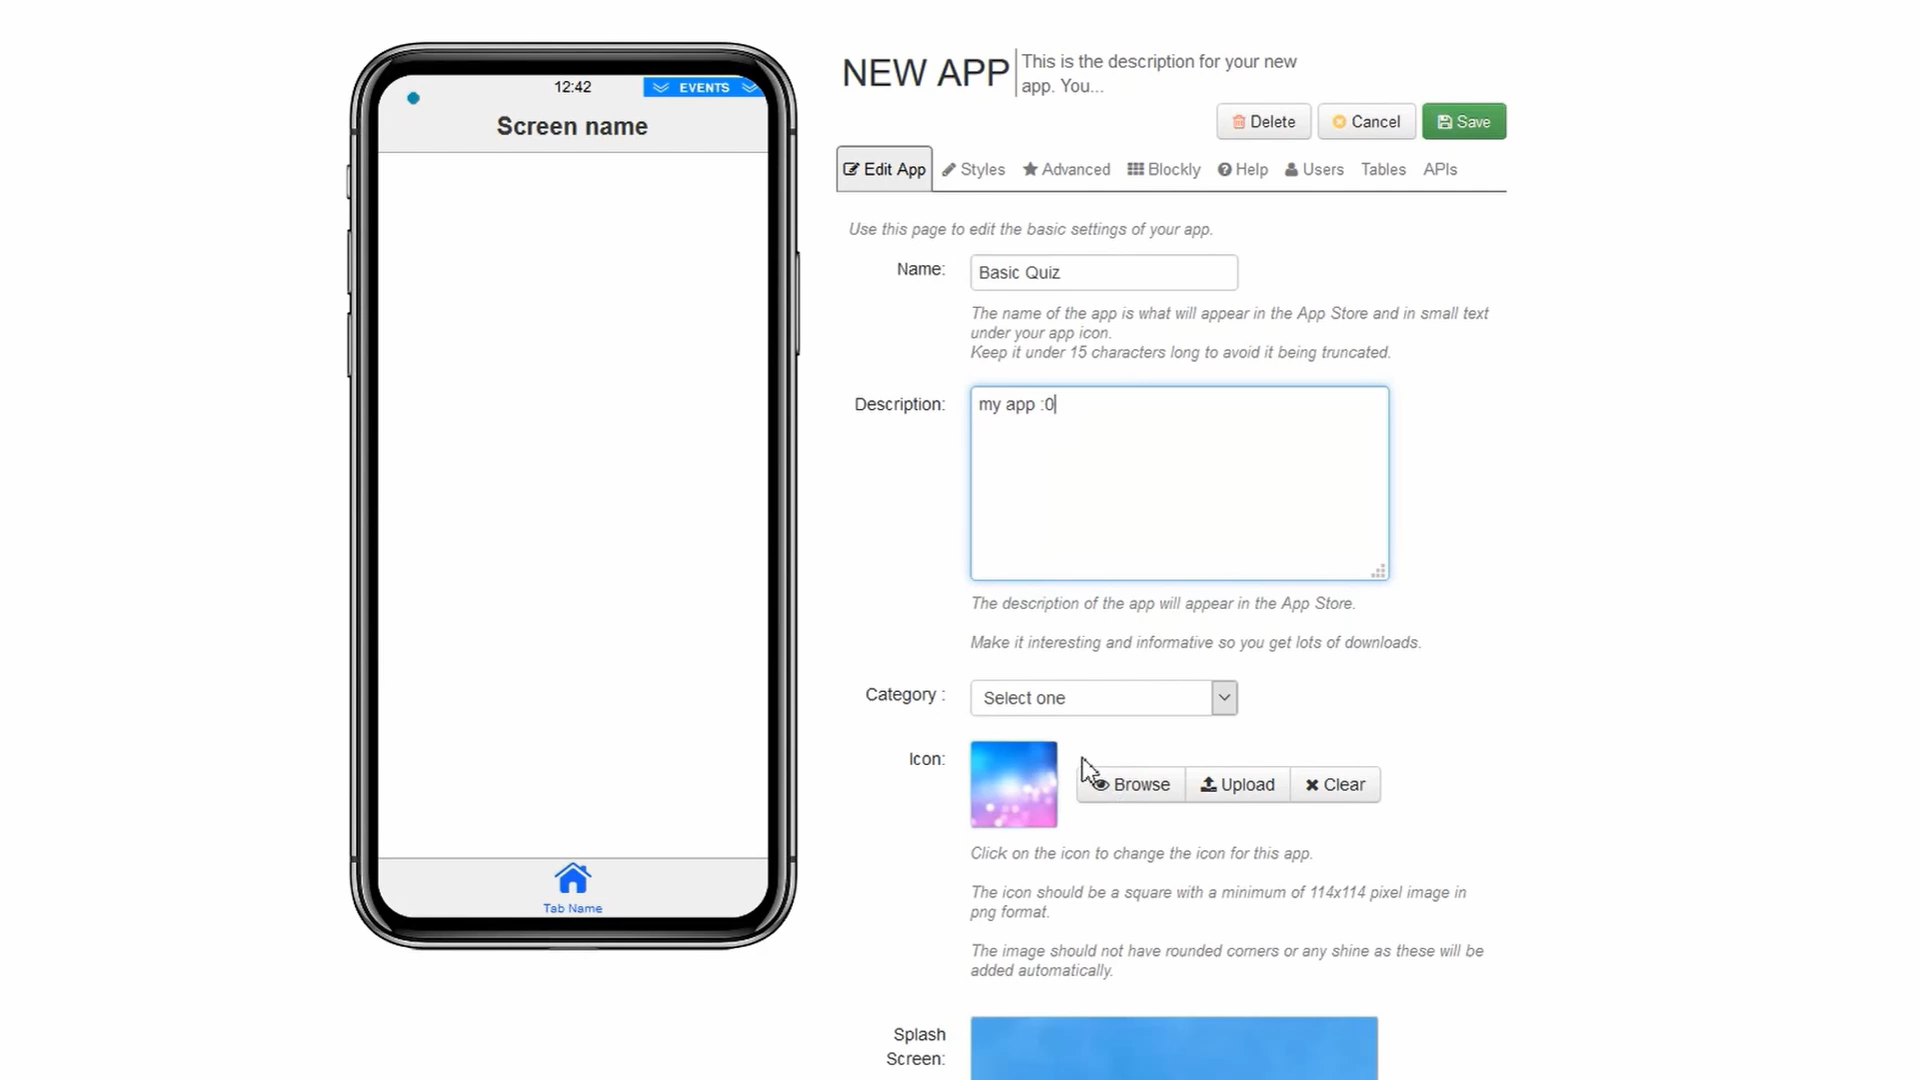 12:42
EVENTS
Screen name
Tab Name
NEW APP
This is the description for your new
app. You...
Delete
Cancel
Save
Edit App
Styles
Advanced
Blockly
Help
Users
Tables
APIs
Use this page to edit the basic settings of your app.
Name:
Basic Quiz
The name of the app is what will appear in the App Store and in small text
under your app icon.
Keep it under 15 characters long to avoid it being truncated.
Description:
my app :0
The description of the app will appear in the App Store.
Make it interesting and informative so you get lots of downloads.
Category :
Select one
Icon:
Browse
Upload
Clear
Click on the icon to change the icon for this app.
The icon should be a square with a minimum of 114x114 pixel image in
png format.
The image should not have rounded corners or any shine as these will be
added automatically.
Splash
Screen: